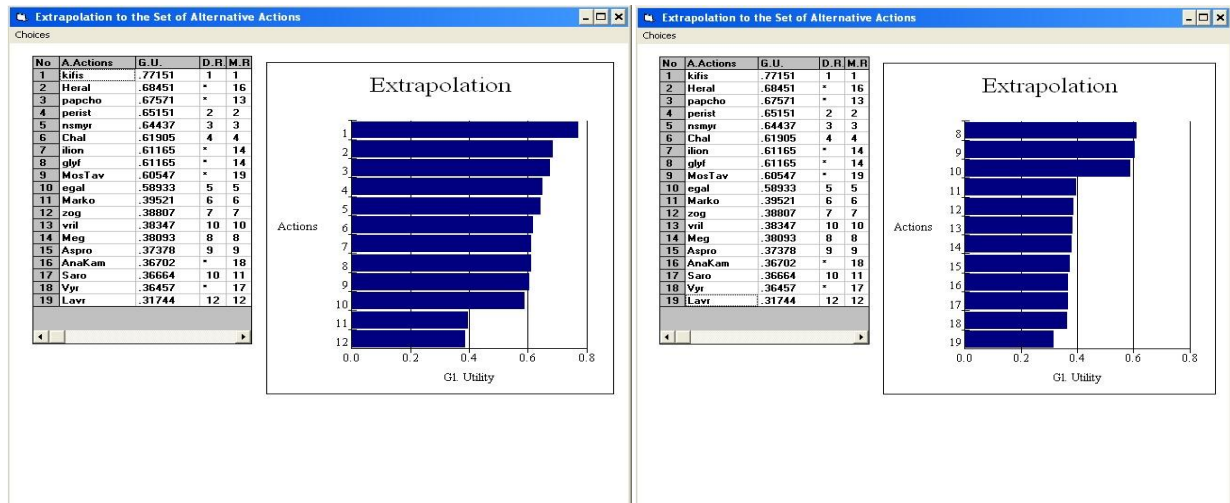 Extrapolation to the Set of Alternative Actions
Choices
No A.Actions G.U. D.R. M.R
1 kifis .77151 1 1
2 Heral .68451 * 16
3 papcho .67571 * 13
4 perist .65151 2 2
5 nsmyr .64437 3 3
6 Chal .61905 4 4
7 ilion .61165 * 14
8 glyf .61165 * 14
9 MosTav .60547 * 19
10 egal .58933 5 5
11 Marko .39521 6 6
12 zog .38807 7 7
13 vril .38347 10 10
14 Meg .38093 8 8
15 Aspro .37378 9 9
16 AnaKam .36702 * 18
17 Saro .36664 10 11
18 Vyr .36457 * 17
19 Lavr .31744 12 12
Extrapolation
Actions
1
2
3
4
5
6
7
8
9
10
11
12
0.0 0.2 0.4 0.6 0.8
Gl. Utility
Extrapolation to the Set of Alternative Actions
Choices
No A.Actions G.U. D.R. M.R
1 kifis .77151 1 1
2 Heral .68451 * 16
3 papcho .67571 * 13
4 perist .65151 2 2
5 nsmyr .64437 3 3
6 Chal .61905 4 4
7 ilion .61165 * 14
8 glyf .61165 * 14
9 MosTav .60547 * 19
10 egal .58933 5 5
11 Marko .39521 6 6
12 zog .38807 7 7
13 vril .38347 10 10
14 Meg .38093 8 8
15 Aspro .37378 9 9
16 AnaKam .36702 * 18
17 Saro .36664 10 11
18 Vyr .36457 * 17
19 Lavr .31744 12 12
Extrapolation
Actions
8
9
10
11
12
13
14
15
16
17
18
19
0.0 0.2 0.4 0.6 0.8
Gl. Utility